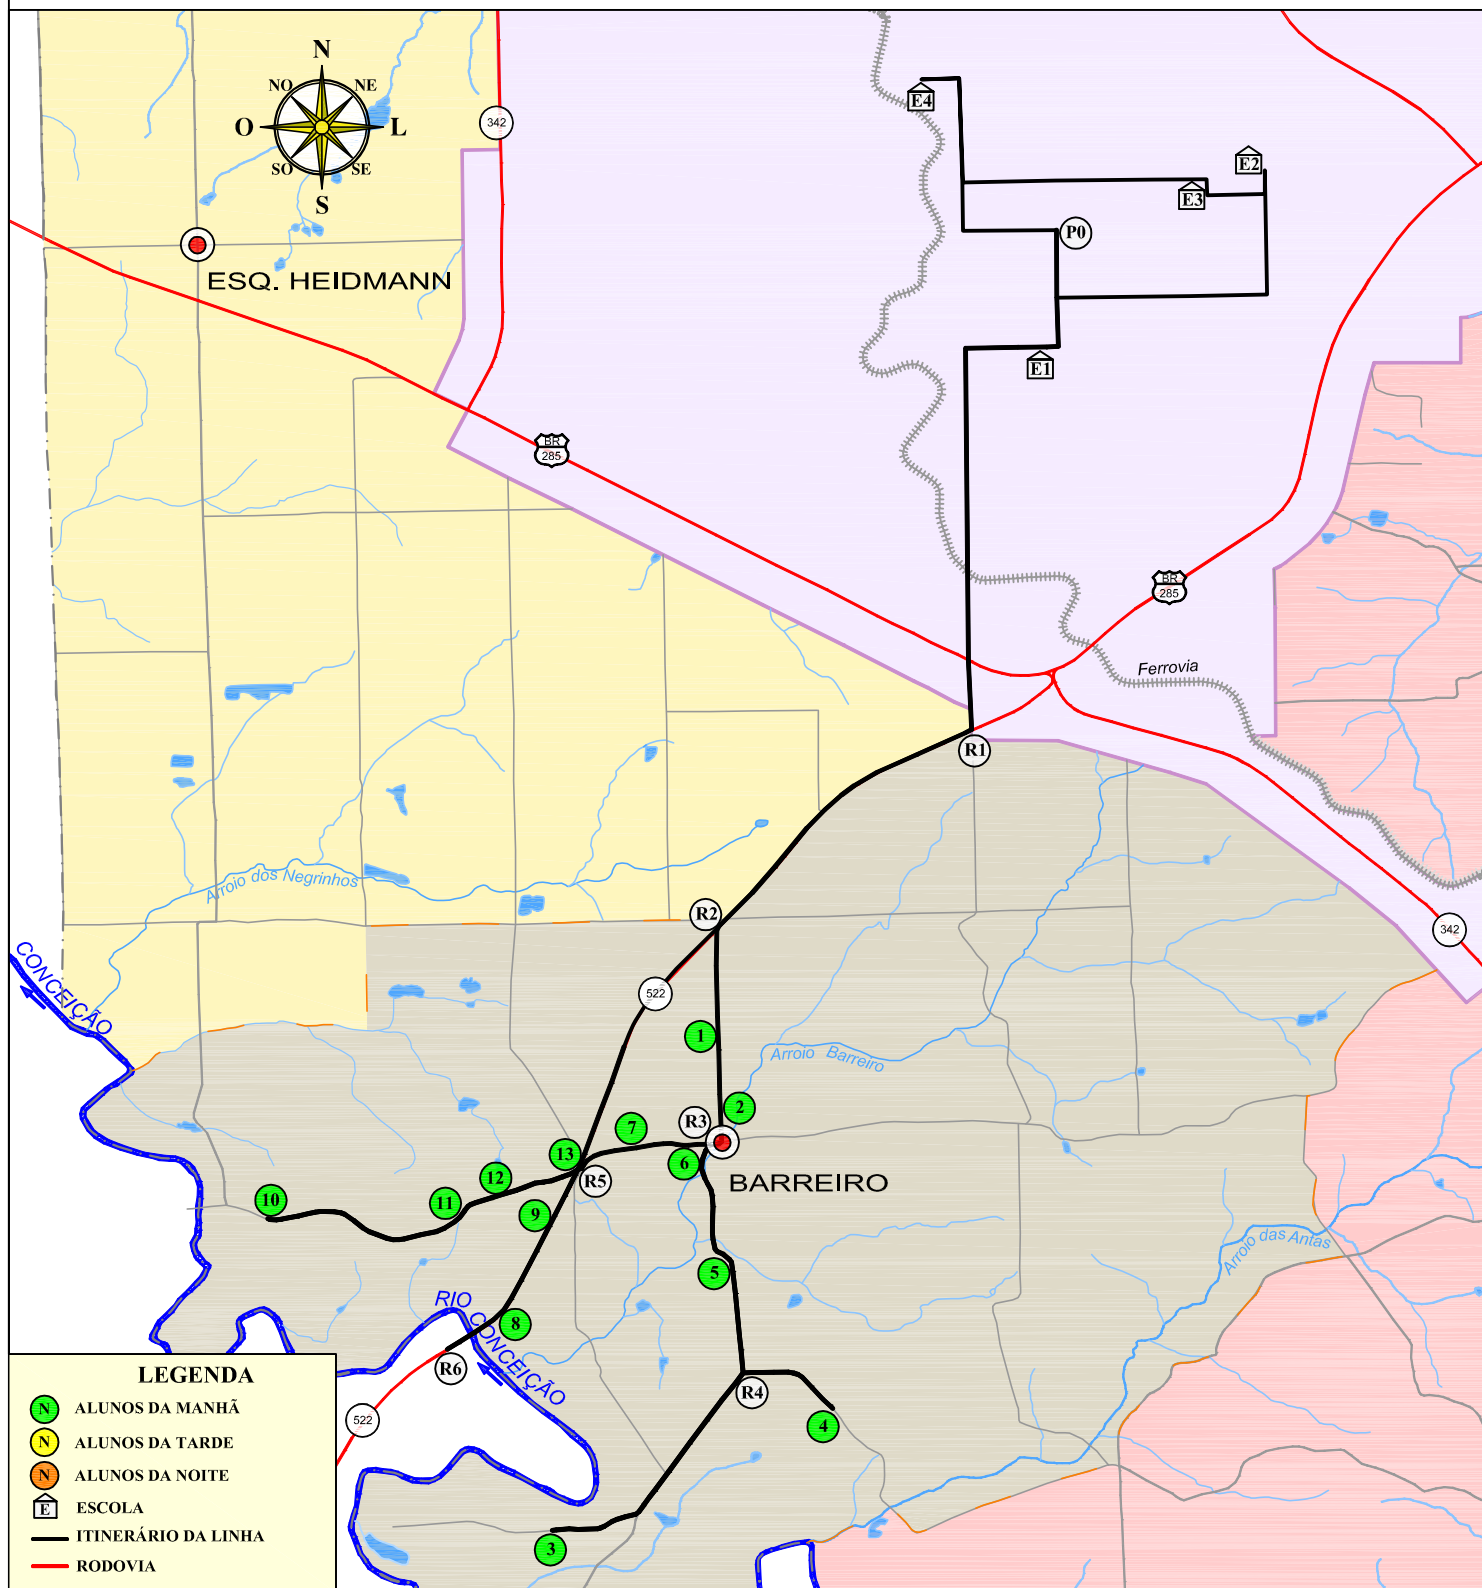 N
NO
NE
O
L
SO
SE
S
342
E4
E2
E3
P0
ESQ. HEIDMANN
E1
BR
285
BR
285
Ferrovia
R1
Arroio dos Negrinhos
R2
342
CONCEIÇÃO
522
1
Arroio Barreiro
2
R3
7
13
6
12
R5
BARREIRO
10
11
9
Arroio das Antas
5
RIO CONCEIÇÃO
8
R6
R4
522
4
3
LEGENDA
N ALUNOS DA MANHÃ
N ALUNOS DA TARDE
N ALUNOS DA NOITE
E ESCOLA
ITINERÁRIO DA LINHA
RODOVIA